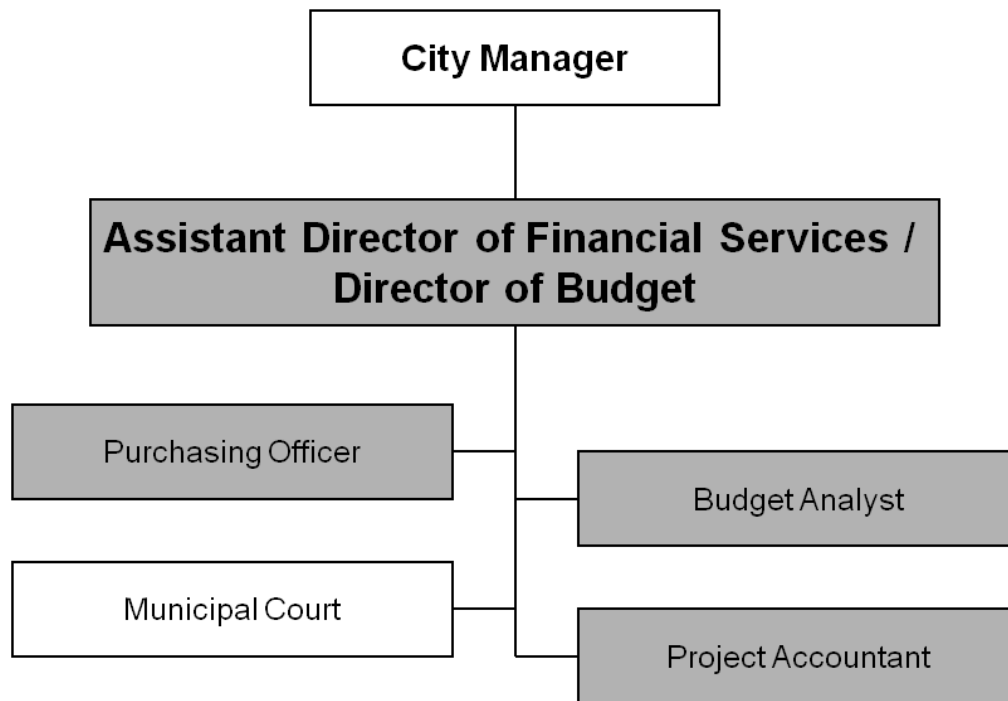 City Manager
Assistant Director of Financial Services /
Director of Budget
Purchasing Officer
Budget Analyst
Municipal Court
Project Accountant